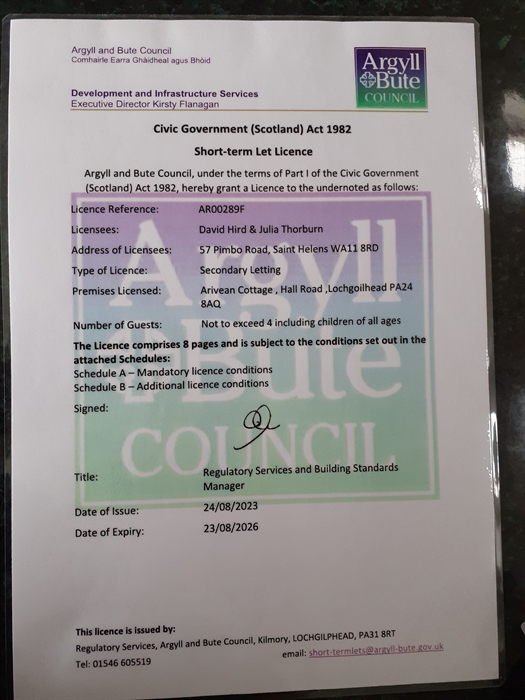 Argyll and Bute Council
Comhairle Earra Ghàidheal agus Bhòid
Argyll
Bute
COUNCIL
Development and Infrastructure Services
Executive Director Kirsty Flanagan
Civic Government (Scotland) Act 1982
Short-term Let Licence
Argyll and Bute Council, under the terms of Part I of the Civic Government
(Scotland) Act 1982, hereby grant a Licence to the undernoted as follows:
Licence Reference: AR00289F
Licensees: David Hird & Julia Thorburn
Address of Licensees: 57 Pimbo Road, Saint Helens WA11 8RD
Type of Licence: Secondary Letting
Premises Licensed: Arivean Cottage , Hall Road ,Lochgoilhead PA24
8AQ
Number of Guests: Not to exceed 4 including children of all ages
The Licence comprises 8 pages and is subject to the conditions set out in the
attached Schedules:
Schedule A – Mandatory licence conditions
Schedule B – Additional licence conditions
Signed:
Title: Regulatory Services and Building Standards
Manager
Date of Issue: 24/08/2023
Date of Expiry: 23/08/2026
Argyll
Bute
COUNCIL
This licence is issued by:
Regulatory Services, Argyll and Bute Council, Kilmory, LOCHGILPHEAD, PA31 8RT
Tel: 01546 605519 email: short-termlets@argyll-bute.gov.uk